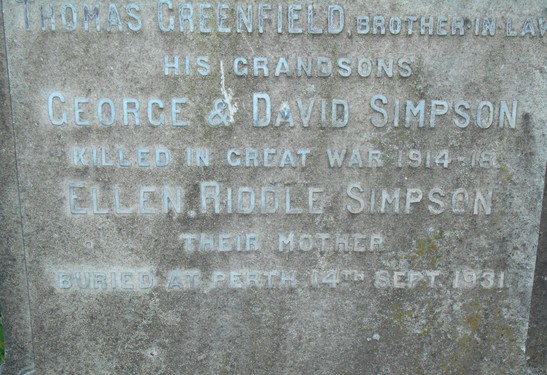 THOMAS GREENFIELD, BROTHER-IN-LAW
HIS GRANDSONS
GEORGE & DAVID SIMPSON
KILLED IN GREAT WAR 1914-18
ELLEN RIDDLE SIMPSON
THEIR MOTHER
BURIED AT PERTH 14TH SEPT. 1931